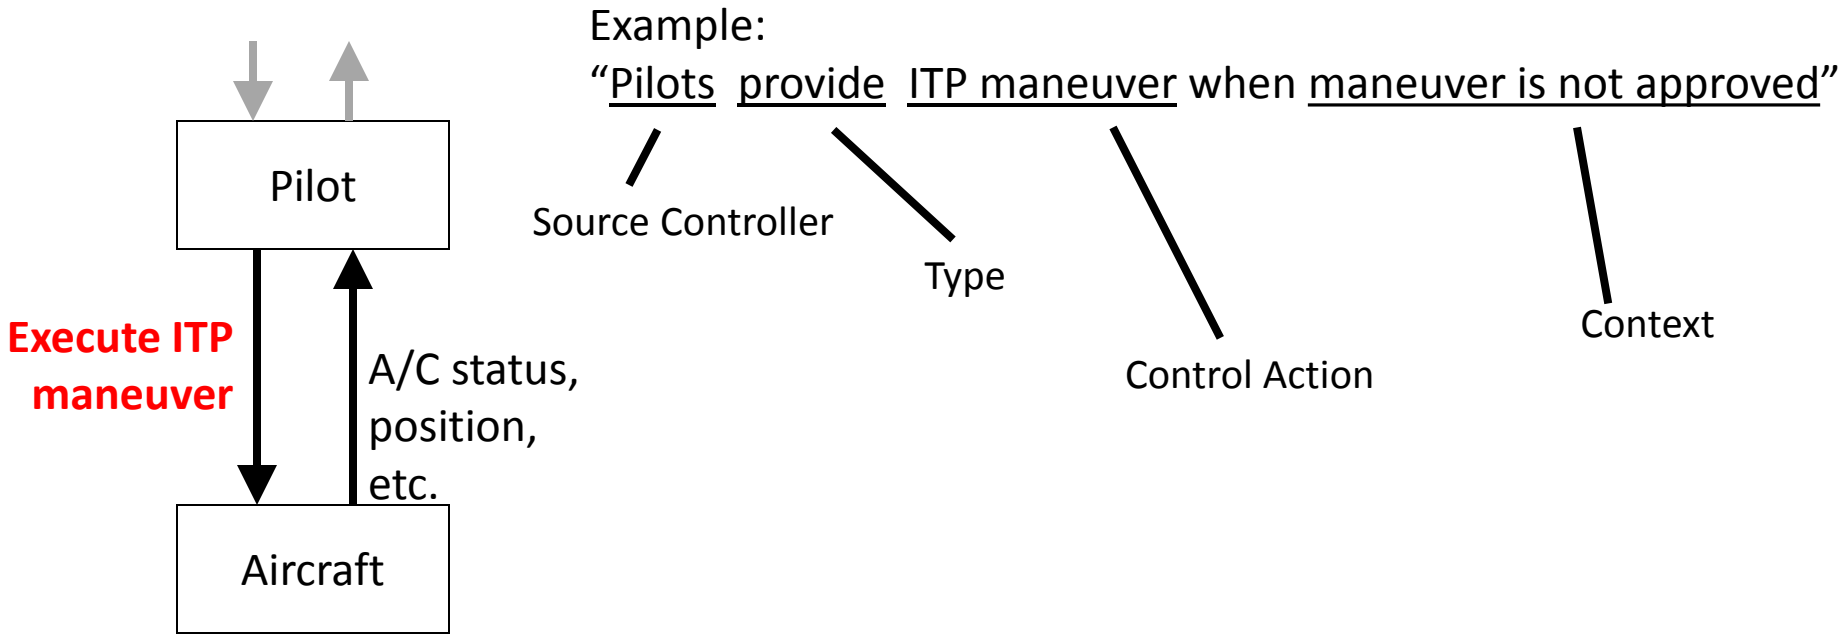 Example:
“Pilots provide ITP maneuver when maneuver is not approved”
Pilot
Source Controller
Type
Execute ITP
maneuver
A/C status,
position,
etc.
Context
Control Action
Aircraft